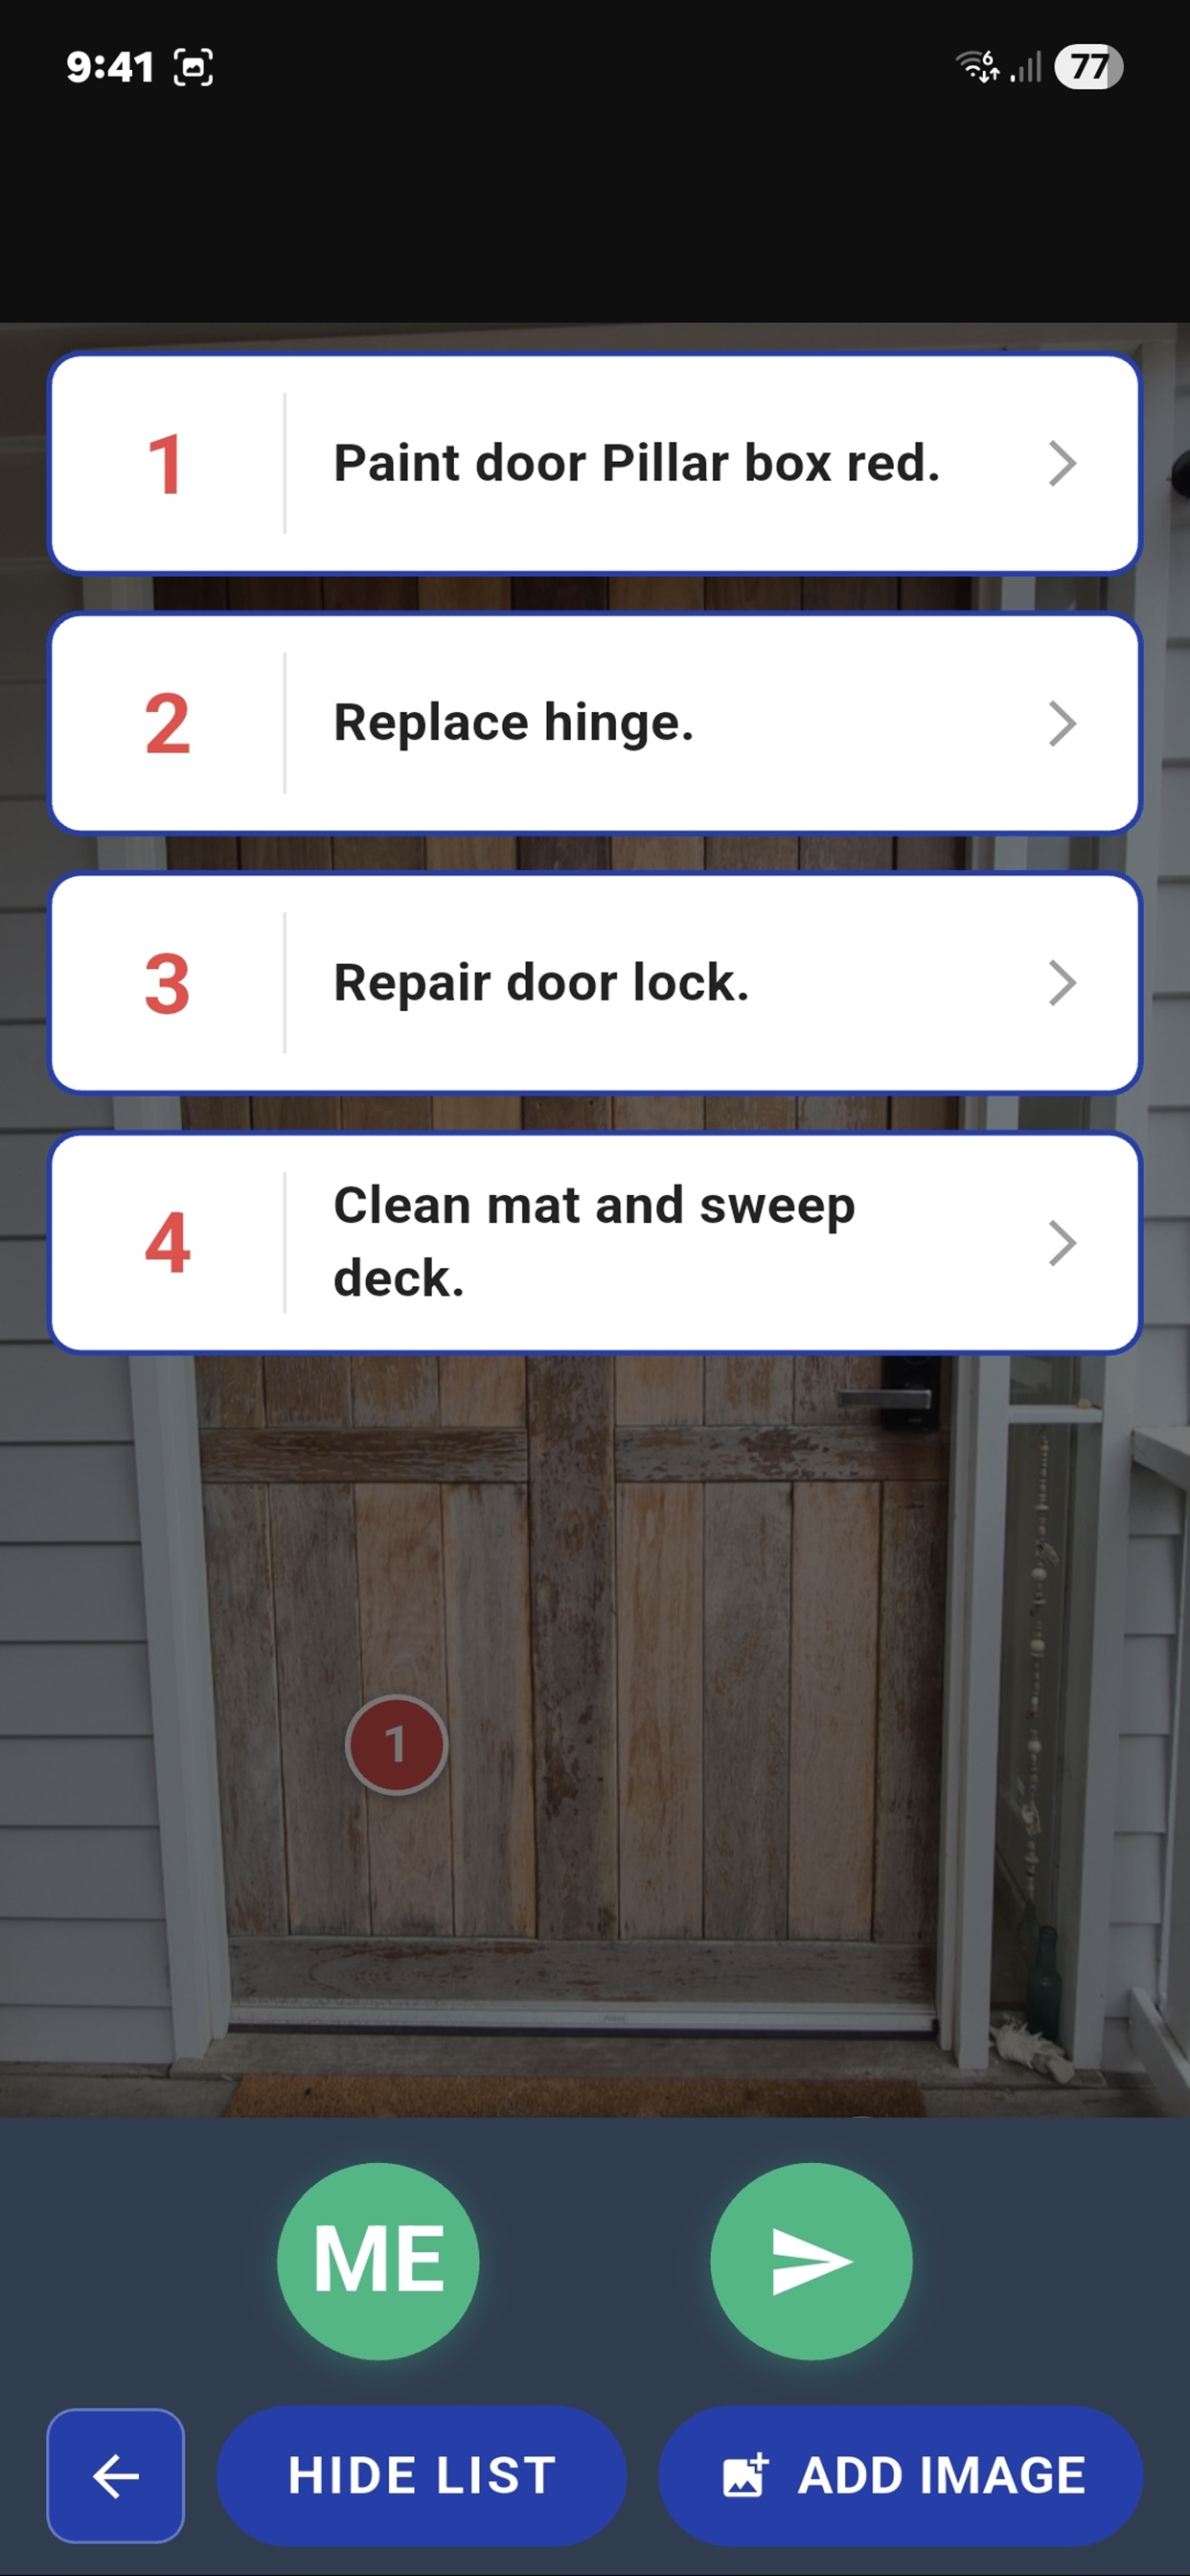 9:41
6
77
1
Paint door Pillar box red.
2
Replace hinge.
3
Repair door lock.
4
Clean mat and sweep
deck.
1
ME
HIDE LIST
ADD IMAGE